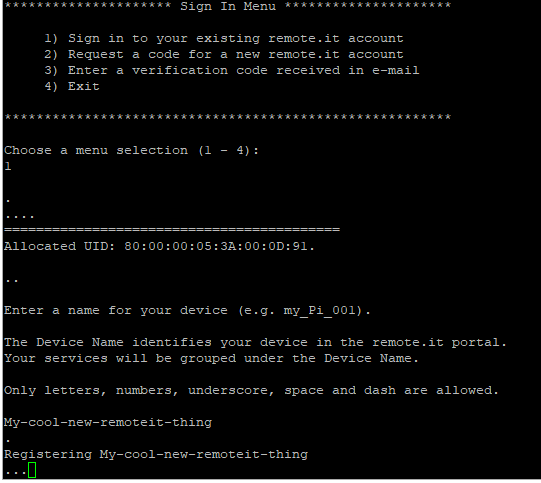 ********************* Sign In Menu *********************
1) Sign in to your existing remote.it account
2) Request a code for a new remote.it account
3) Enter a verification code received in e-mail
4) Exit
********************************************************
Choose a menu selection (1 - 4):
1
.
....
==========================================
Allocated UID: 80:00:00:05:3A:00:0D:91.
..
Enter a name for your device (e.g. my_Pi_001).
The Device Name identifies your device in the remote.it portal.
Your services will be grouped under the Device Name.
Only letters, numbers, underscore, space and dash are allowed.
My-cool-new-remoteit-thing
.
Registering My-cool-new-remoteit-thing
...